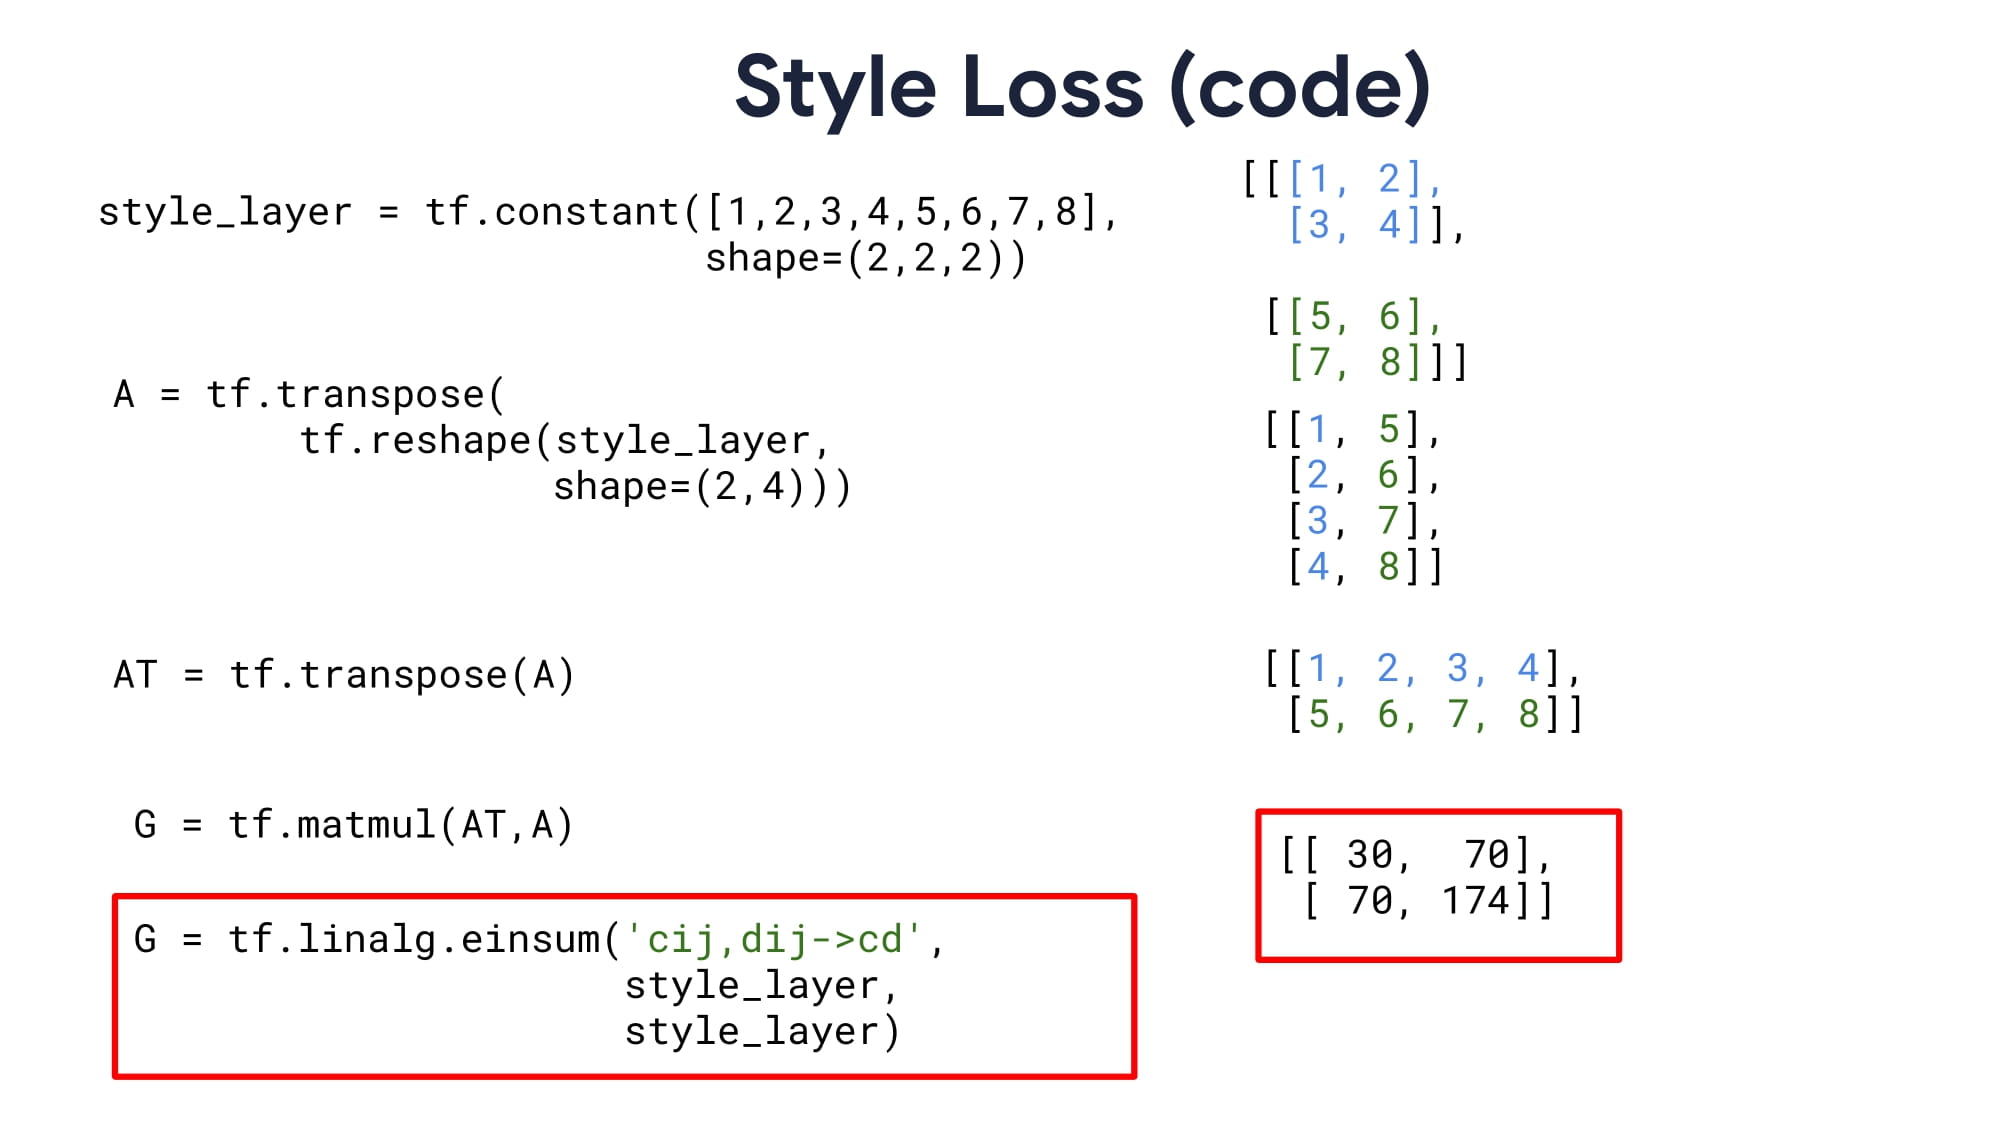 Style Loss (code)
style_layer = tf.constant([1,2,3,4,5,6,7,8],
shape=(2,2,2))
[[[1, 2],
[3, 4]],
[[5, 6],
[7, 8]]]
A = tf.transpose(
tf.reshape(style_layer,
shape=(2,4)))
[[1, 5],
[2, 6],
[3, 7],
[4, 8]]
AT = tf.transpose(A)
[[1, 2, 3, 4],
[5, 6, 7, 8]]
G = tf.matmul(AT,A)
[[ 30, 70],
[ 70, 174]]
G = tf.linalg.einsum('cij,dij->cd',
style_layer,
style_layer)